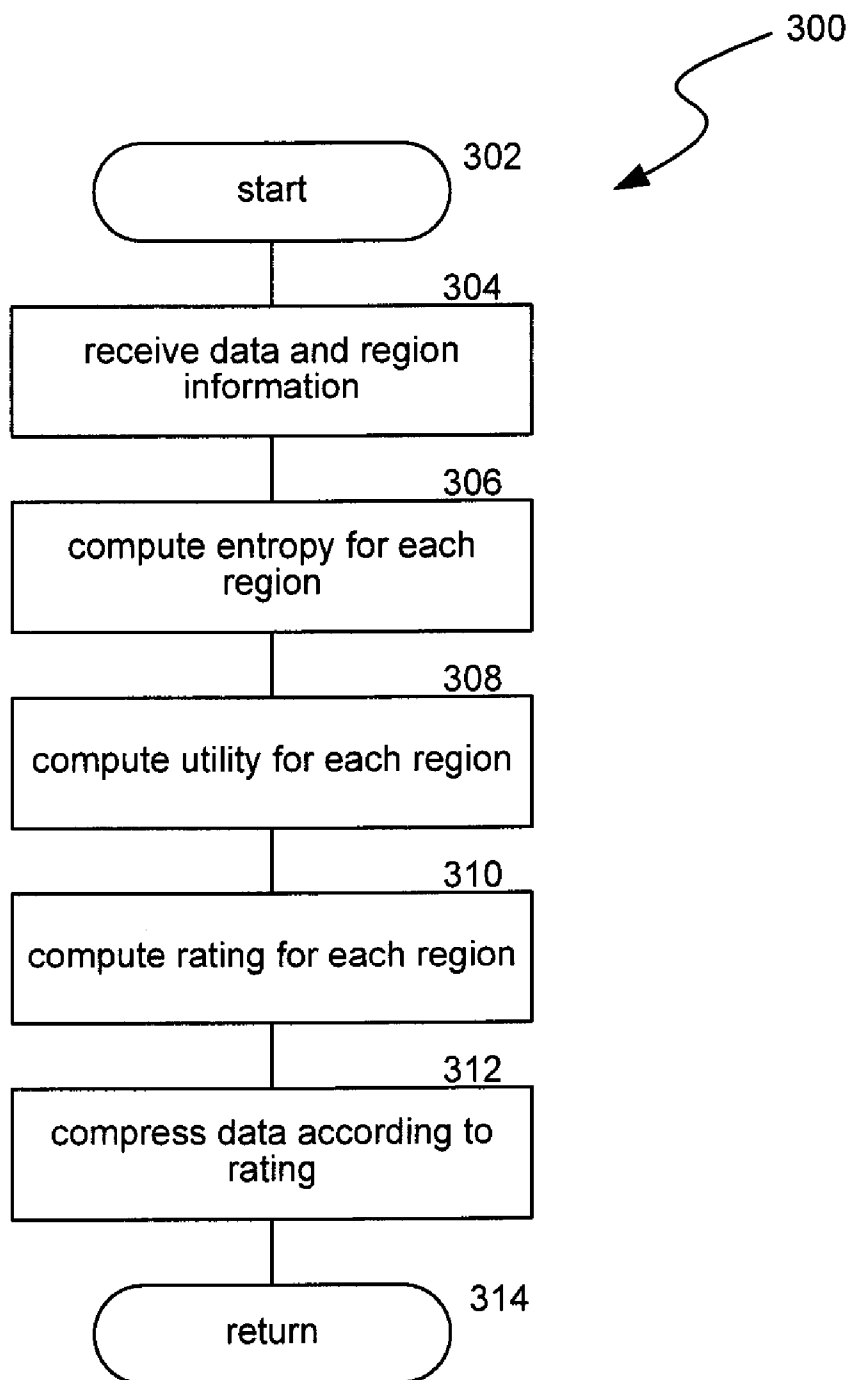 300
302
start
304
receive data and region
information
306
compute entropy for each
region
308
compute utility for each region
310
compute rating for each region
312
compress data according to
rating
314
return